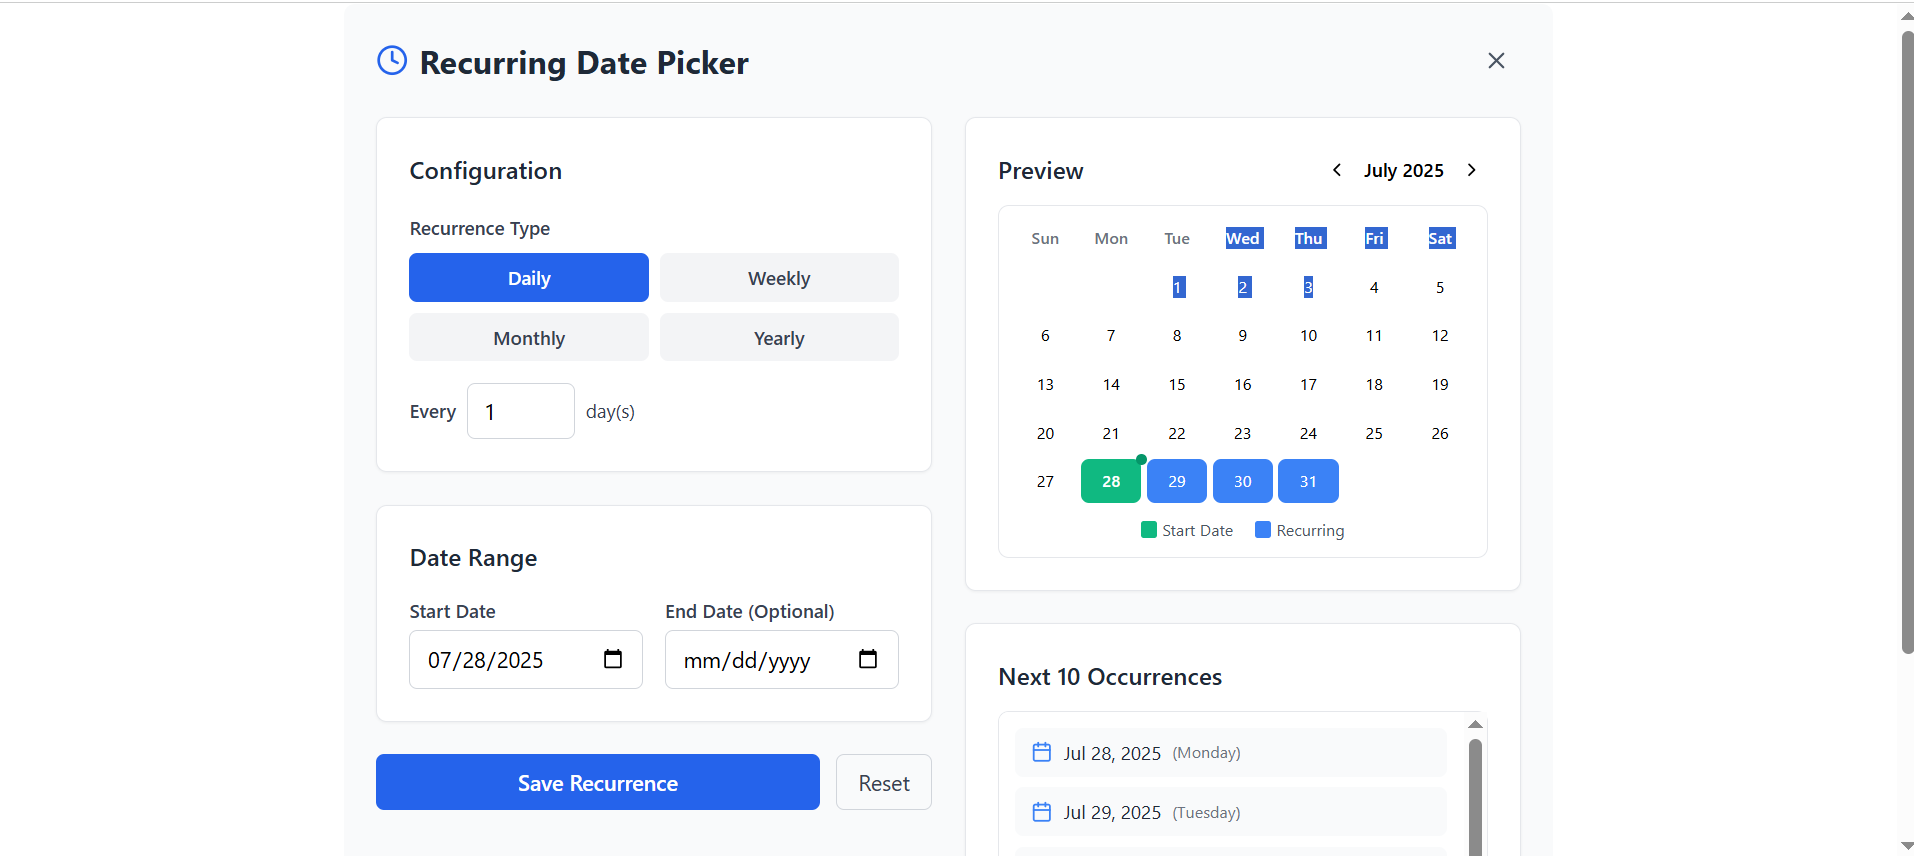 Recurring Date Picker
Configuration
Recurrence Type
Daily Weekly
Monthly Yearly
Every 1 day(s)
Date Range
Start Date End Date (Optional)
07/28/2025 mm/dd/yyyy
Save Recurrence Reset
Preview July 2025
Sun Mon Tue Wed Thu Fri Sat
1 2 3 4 5
6 7 8 9 10 11 12
13 14 15 16 17 18 19
20 21 22 23 24 25 26
27 28 29 30 31
Start Date Recurring
Next 10 Occurrences
Jul 28, 2025 (Monday)
Jul 29, 2025 (Tuesday)